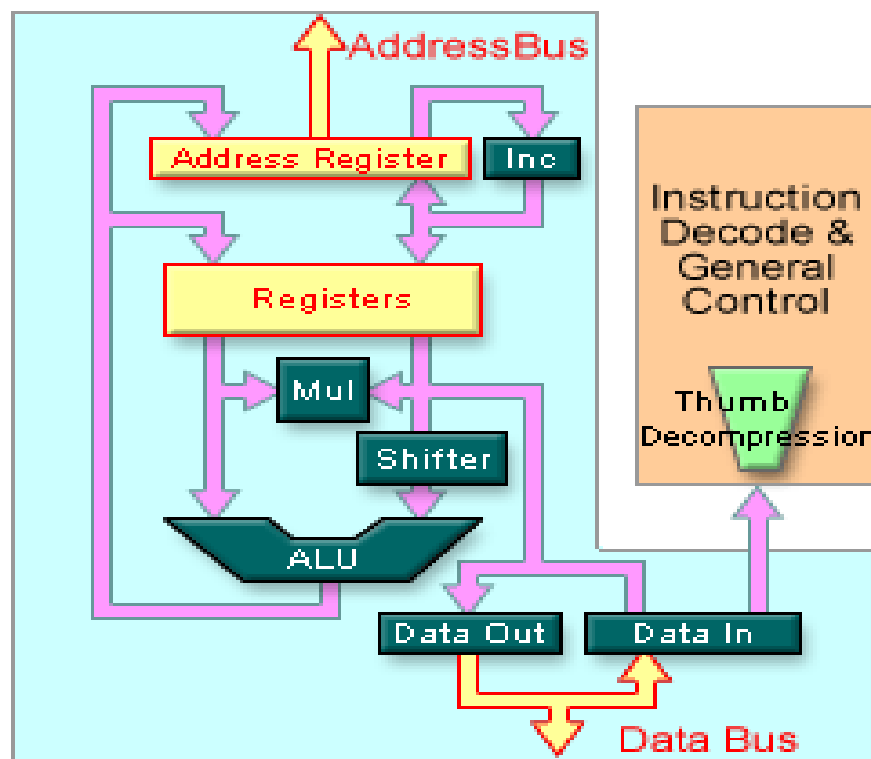 AddressBus
Address Register
Inc
Instruction
Decode &
General
Control
Registers
Mul
Thumb
Decompression
Shifter
ALU
Data Out
Data In
Data Bus